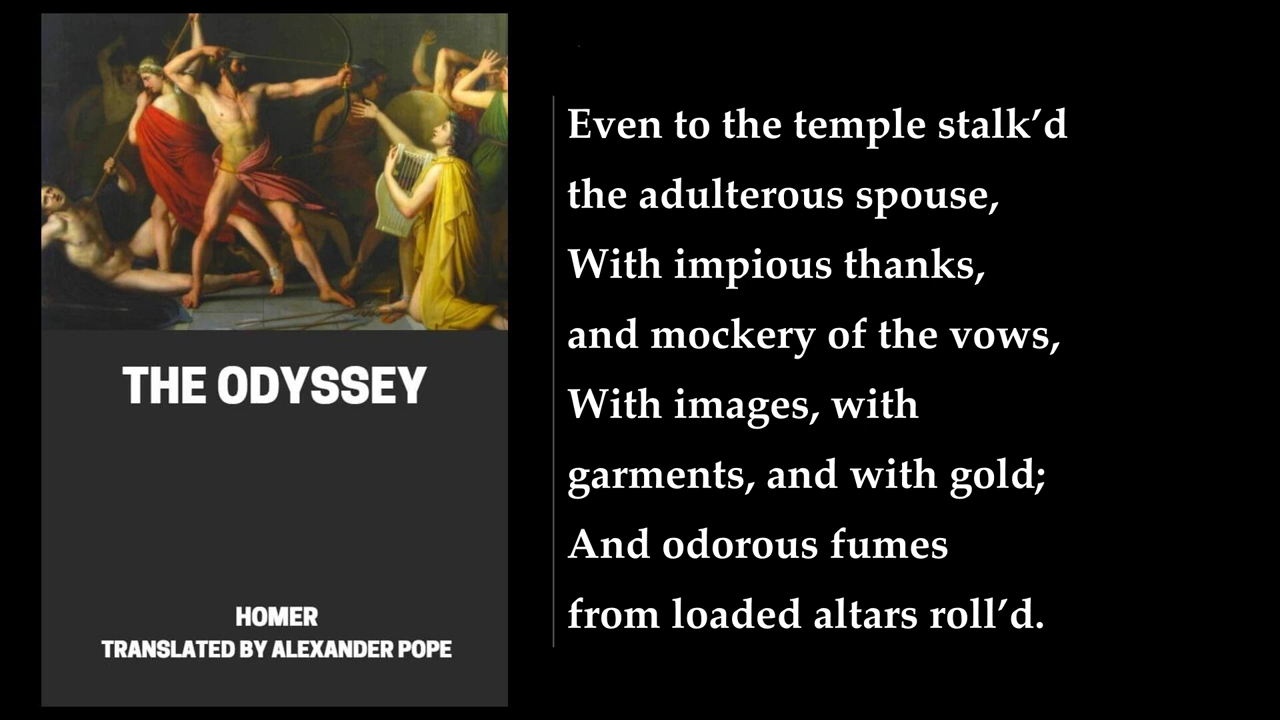 THE ODYSSEY
HOMER
TRANSLATED BY ALEXANDER POPE
Even to the temple stalk’d
the adulterous spouse,
With impious thanks,
and mockery of the vows,
With images, with
garments, and with gold;
And odorous fumes
from loaded altars roll’d.